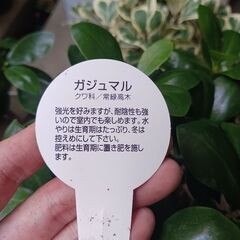 ガジュマル
クワ科／常緑高木
強光を好みますが、耐陰性も強
いので室内でも楽しめます。水
やりは生育期はたっぷり、冬は
控えめにして下さい。
肥料は生育期に置き肥を施し
ます。